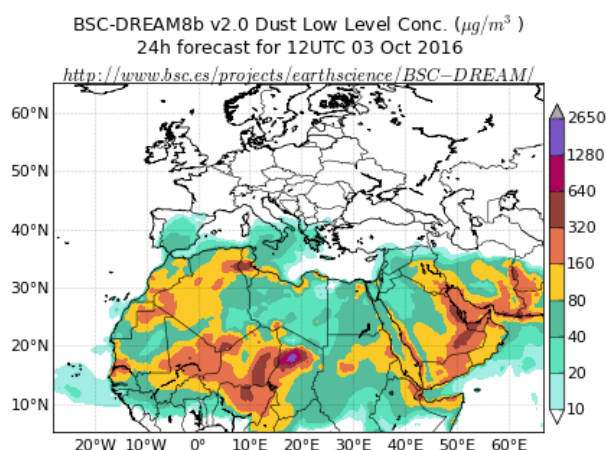 BSC-DREAM8b v2.0 Dust Low Level Conc. (μg/m³ )
24h forecast for 12UTC 03 Oct 2016
http://www.bsc.es/projects/earthscience/BSC−DREAM/
60°N
50°N
40°N
30°N
20°N
10°N
20°W 10°W 0° 10°E 20°E 30°E 40°E 50°E 60°E
2650
1280
640
320
160
80
40
20
10